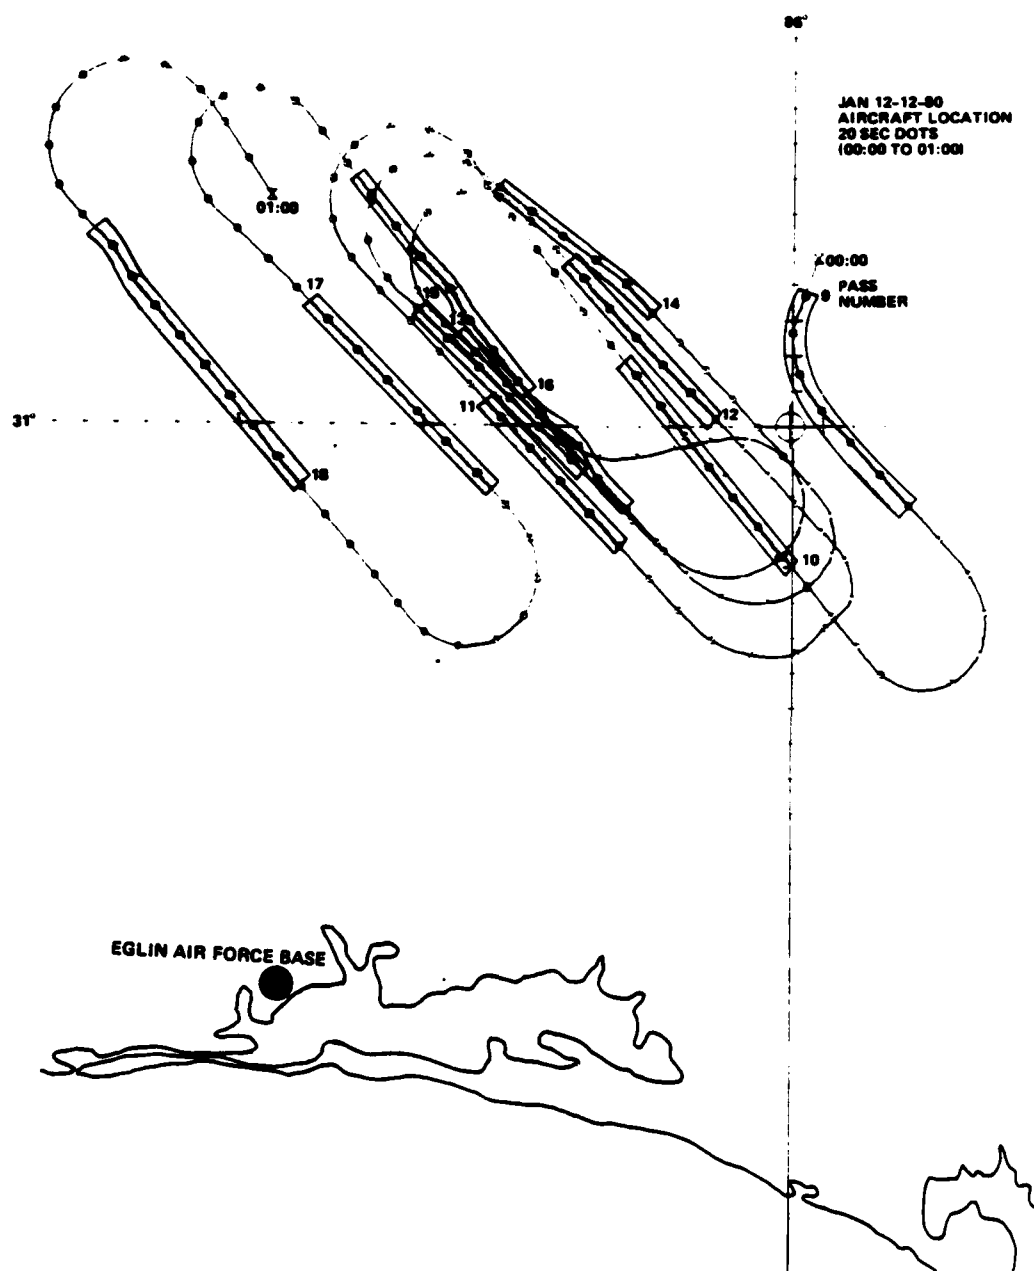 86°
JAN 12-12-80
AIRCRAFT LOCATION
20 SEC DOTS
(00:00 TO 01:00)
01:00
00:00
9 PASS
NUMBER
17
14
13
16
11
12
31°
18
10
EGLIN AIR FORCE BASE